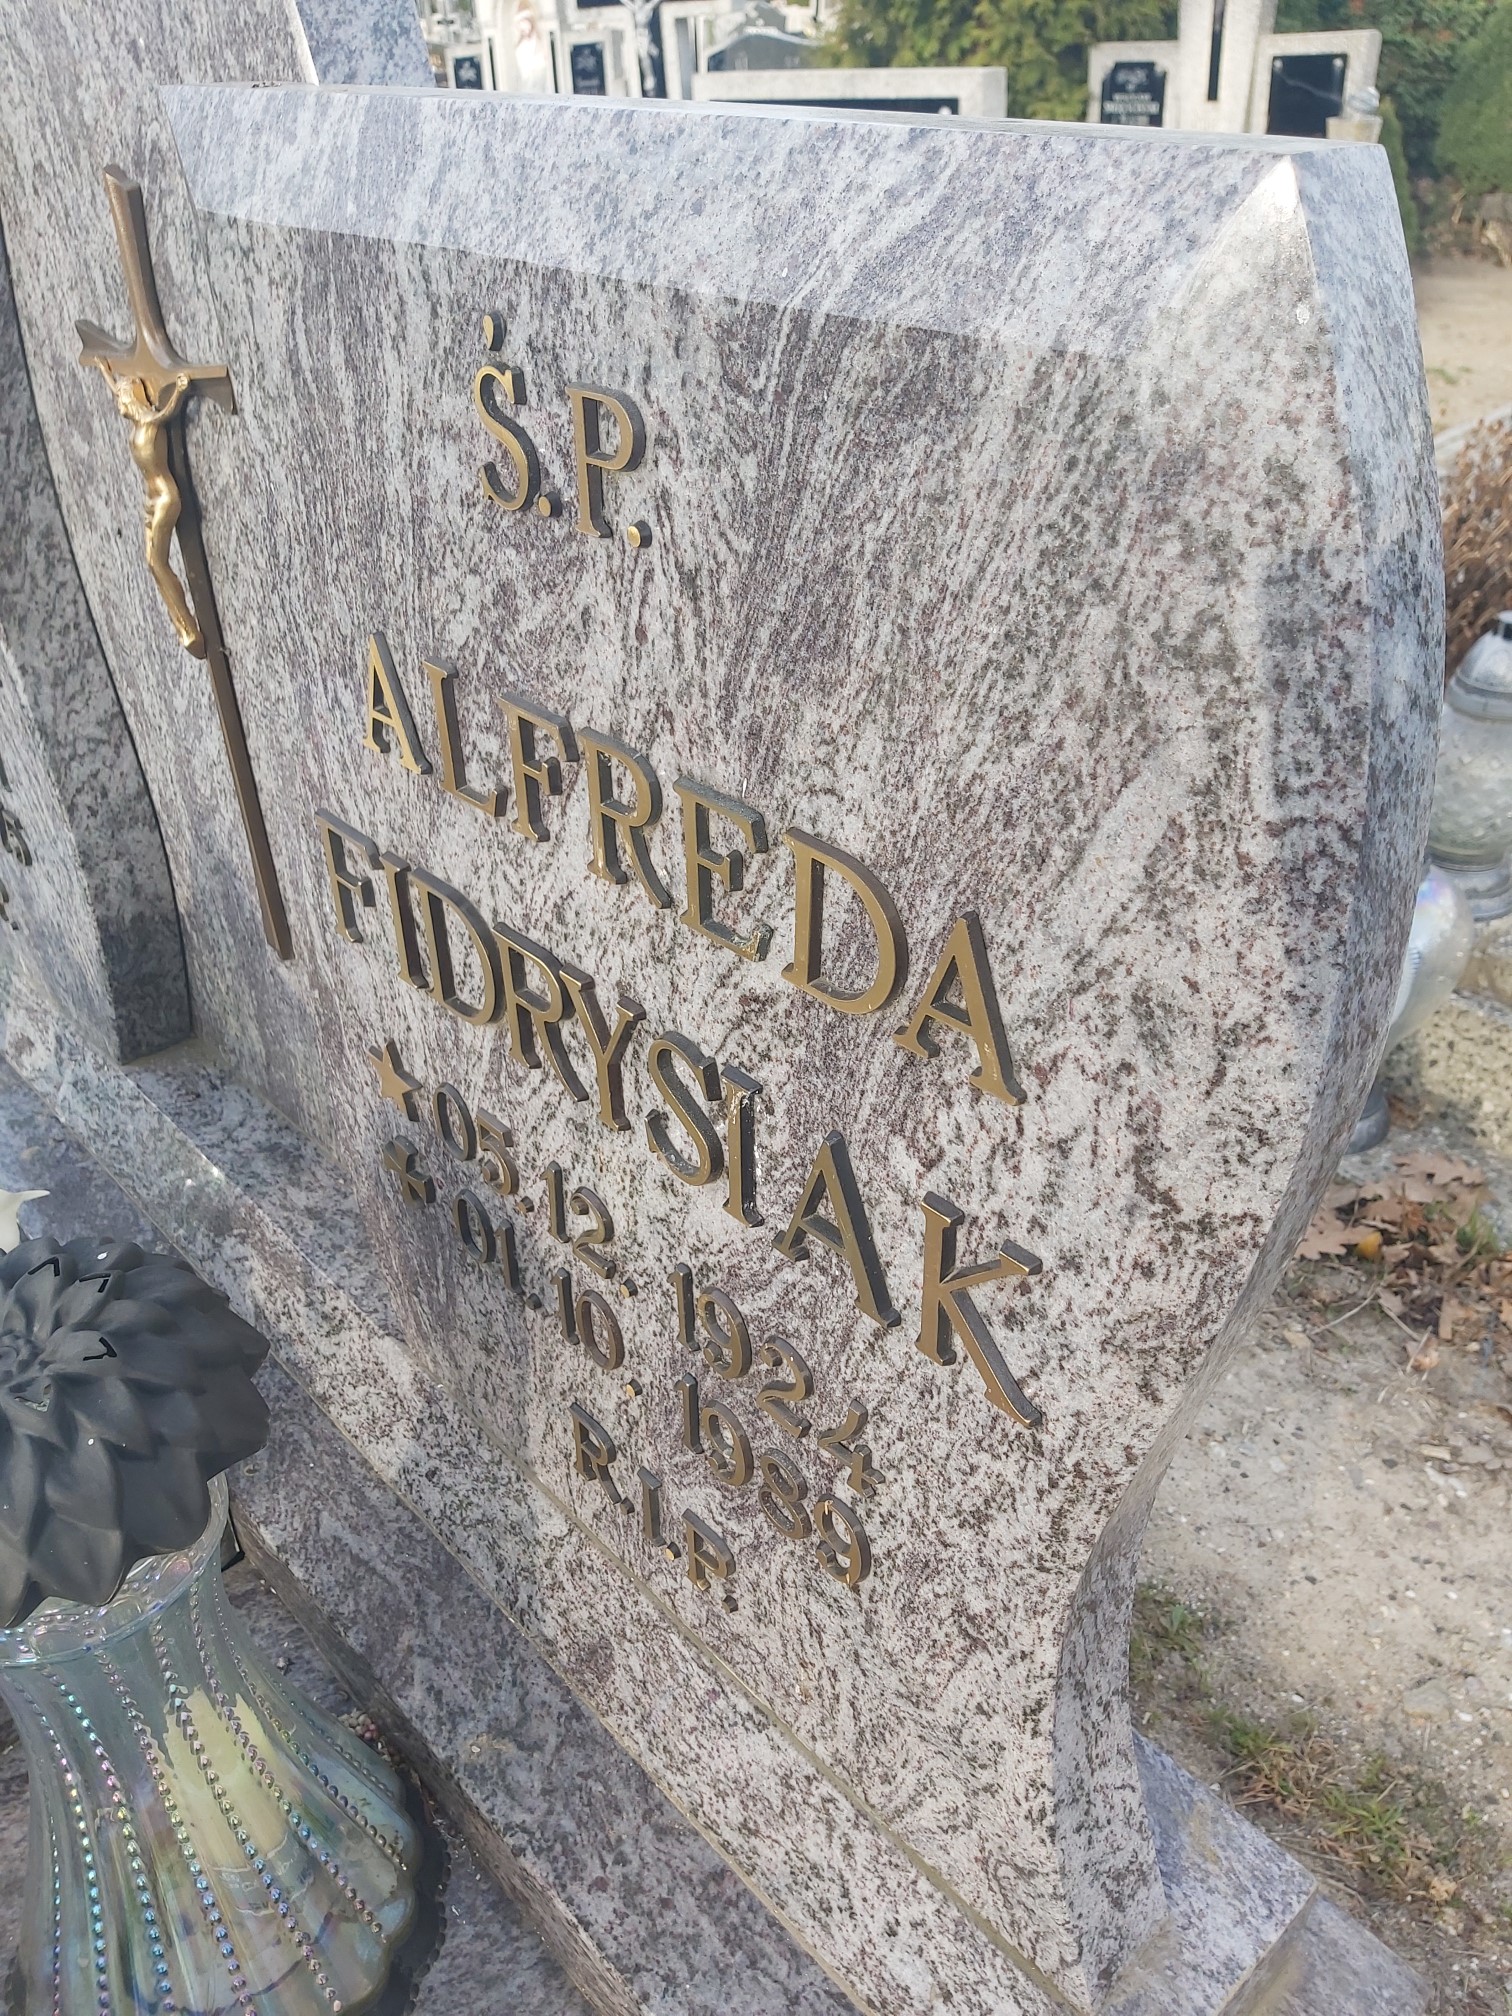 Ś.P.
ALFREDA
FIDRYSIAK
★ 05.12.1924
✝ 01.10.1989
R.I.P.